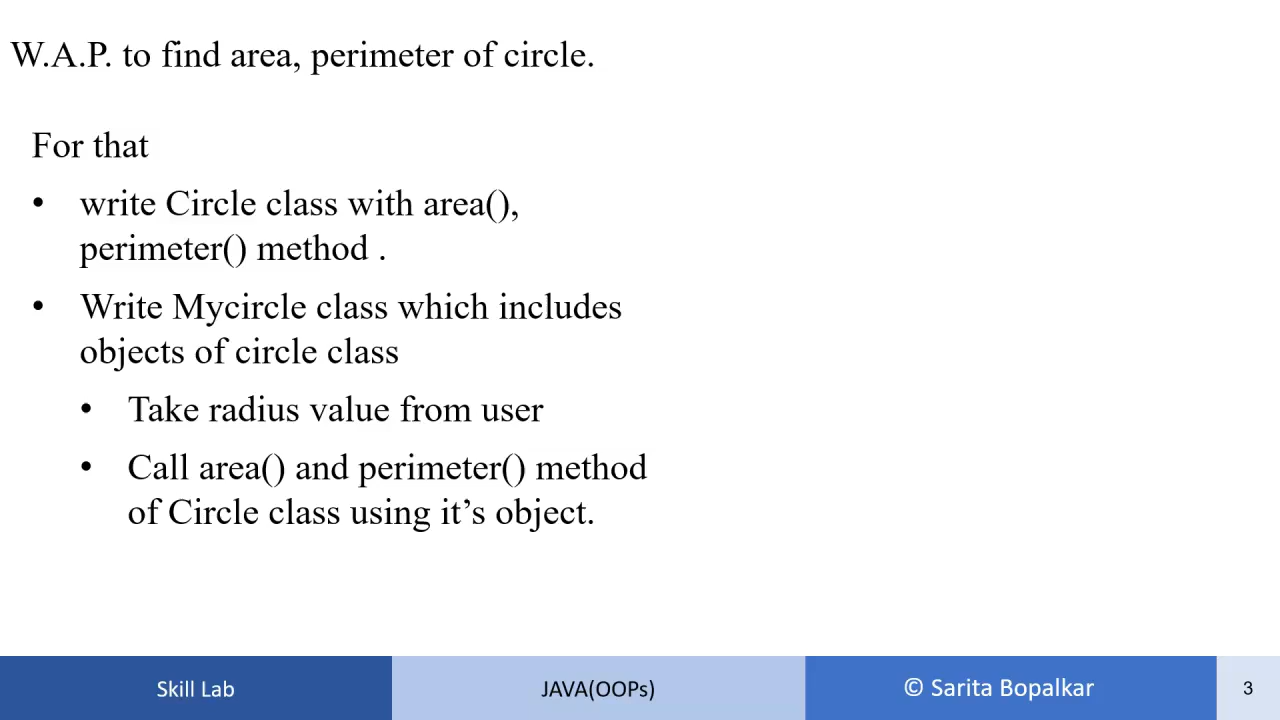 W.A.P. to find area, perimeter of circle.
For that
• write Circle class with area(),
perimeter() method .
• Write Mycircle class which includes
objects of circle class
• Take radius value from user
• Call area() and perimeter() method
of Circle class using it’s object.
Skill Lab
JAVA(OOPs)
© Sarita Bopalkar
3